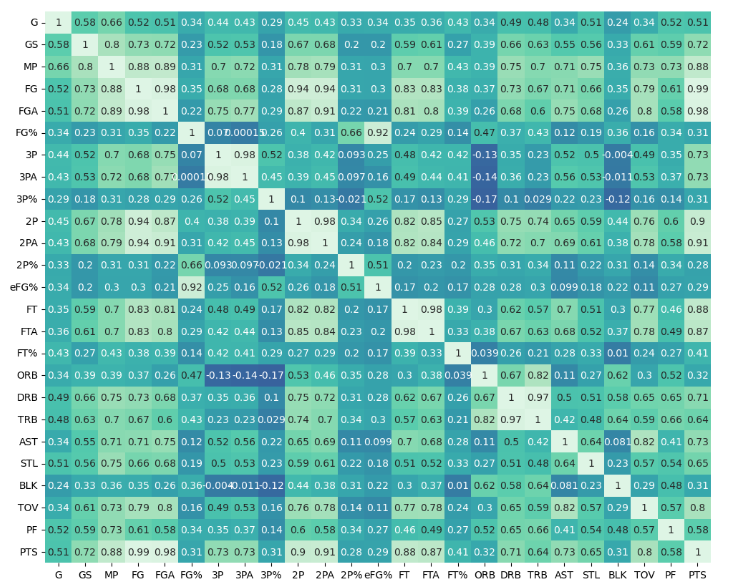 G 1 0.58 0.66 0.52 0.51 0.34 0.44 0.43 0.29 0.45 0.43 0.33 0.34 0.35 0.36 0.43 0.34 0.49 0.48 0.34 0.51 0.24 0.34 0.52 0.51
GS 0.58 1 0.8 0.73 0.72 0.23 0.52 0.53 0.18 0.67 0.68 0.2 0.2 0.59 0.61 0.27 0.39 0.66 0.63 0.55 0.56 0.33 0.61 0.59 0.72
MP 0.66 0.8 1 0.88 0.89 0.31 0.7 0.72 0.31 0.78 0.79 0.31 0.3 0.7 0.7 0.43 0.39 0.75 0.7 0.71 0.75 0.36 0.73 0.73 0.88
FG 0.52 0.73 0.88 1 0.98 0.35 0.68 0.68 0.28 0.94 0.94 0.31 0.3 0.83 0.83 0.38 0.37 0.73 0.67 0.71 0.66 0.35 0.79 0.61 0.99
FGA 0.51 0.72 0.89 0.98 1 0.22 0.75 0.77 0.29 0.87 0.91 0.22 0.21 0.81 0.8 0.39 0.26 0.68 0.6 0.75 0.68 0.26 0.8 0.58 0.98
FG% 0.34 0.23 0.31 0.35 0.22 1 0.07 0.00015 0.26 0.4 0.31 0.66 0.92 0.24 0.29 0.14 0.47 0.37 0.43 0.12 0.19 0.36 0.16 0.34 0.31
3P 0.44 0.52 0.7 0.68 0.75 0.07 1 0.98 0.52 0.38 0.42 0.093 0.25 0.48 0.42 0.42 -0.13 0.35 0.23 0.52 0.5 -0.004 0.49 0.35 0.73
3PA 0.43 0.53 0.72 0.68 0.77 0.98 1 0.45 0.39 0.45 0.097 0.16 0.49 0.44 0.41 -0.14 0.36 0.23 0.56 0.53 -0.011 0.53 0.37 0.73
3P% 0.29 0.18 0.31 0.28 0.29 0.26 0.52 0.45 1 0.1 0.13 -0.021 0.52 0.17 0.13 0.29 -0.17 0.1 0.029 0.22 0.23 -0.12 0.16 0.14 0.31
2P 0.45 0.67 0.78 0.94 0.87 0.4 0.38 0.39 0.1 1 0.98 0.34 0.26 0.82 0.85 0.27 0.53 0.75 0.74 0.65 0.59 0.44 0.76 0.6 0.9
2PA 0.43 0.68 0.79 0.94 0.91 0.31 0.42 0.45 0.13 0.98 1 0.24 0.18 0.82 0.84 0.29 0.46 0.72 0.7 0.69 0.61 0.38 0.78 0.58 0.91
2P% 0.33 0.2 0.31 0.31 0.22 0.66 0.093 0.097 -0.021 0.34 0.24 1 0.51 0.2 0.23 0.2 0.35 0.31 0.34 0.11 0.22 0.31 0.14 0.34 0.28
eFG% 0.34 0.2 0.3 0.3 0.21 0.92 0.25 0.16 0.52 0.26 0.18 0.51 1 0.17 0.2 0.17 0.28 0.28 0.3 0.099 0.18 0.22 0.11 0.27 0.29
FT 0.35 0.59 0.7 0.83 0.81 0.24 0.48 0.49 0.17 0.82 0.82 0.2 0.17 1 0.98 0.39 0.3 0.62 0.57 0.7 0.51 0.3 0.77 0.46 0.88
FTA 0.36 0.61 0.7 0.83 0.8 0.29 0.42 0.44 0.13 0.85 0.84 0.23 0.2 0.98 1 0.33 0.38 0.67 0.63 0.68 0.52 0.37 0.78 0.49 0.87
FT% 0.43 0.27 0.43 0.38 0.39 0.14 0.42 0.41 0.29 0.27 0.29 0.2 0.17 0.39 0.33 1 0.039 0.26 0.21 0.28 0.33 0.01 0.24 0.27 0.41
ORB 0.34 0.39 0.39 0.37 0.26 0.47 -0.13 -0.14 -0.17 0.53 0.46 0.35 0.28 0.3 0.38 0.039 1 0.67 0.82 0.11 0.27 0.62 0.3 0.52 0.32
DRB 0.49 0.66 0.75 0.73 0.68 0.37 0.35 0.36 0.1 0.75 0.72 0.31 0.28 0.62 0.67 0.26 0.67 1 0.97 0.5 0.51 0.58 0.65 0.65 0.71
TRB 0.48 0.63 0.7 0.67 0.6 0.43 0.23 0.23 0.029 0.74 0.7 0.34 0.3 0.57 0.63 0.21 0.82 0.97 1 0.42 0.48 0.64 0.59 0.66 0.64
AST 0.34 0.55 0.71 0.71 0.75 0.12 0.52 0.56 0.22 0.65 0.69 0.11 0.099 0.7 0.68 0.28 0.11 0.5 0.42 1 0.64 0.081 0.82 0.41 0.73
STL 0.51 0.56 0.75 0.66 0.68 0.19 0.5 0.53 0.23 0.59 0.61 0.22 0.18 0.51 0.52 0.33 0.27 0.51 0.48 0.64 1 0.23 0.57 0.54 0.65
BLK 0.24 0.33 0.36 0.35 0.26 0.36 -0.004 -0.011 -0.12 0.44 0.38 0.31 0.22 0.3 0.37 0.01 0.62 0.58 0.64 0.081 0.23 1 0.29 0.48 0.31
TOV 0.34 0.61 0.73 0.79 0.8 0.16 0.49 0.53 0.16 0.76 0.78 0.14 0.11 0.77 0.78 0.24 0.3 0.65 0.59 0.82 0.57 0.29 1 0.57 0.8
PF 0.52 0.59 0.73 0.61 0.58 0.34 0.35 0.37 0.14 0.6 0.58 0.34 0.27 0.46 0.49 0.27 0.52 0.65 0.66 0.41 0.54 0.48 0.57 1 0.58
PTS 0.51 0.72 0.88 0.99 0.98 0.31 0.73 0.73 0.31 0.9 0.91 0.28 0.29 0.88 0.87 0.41 0.32 0.71 0.64 0.73 0.65 0.31 0.8 0.58 1
G GS MP FG FGA FG% 3P 3PA 3P% 2P 2PA 2P% eFG% FT FTA FT% ORB DRB TRB AST STL BLK TOV PF PTS